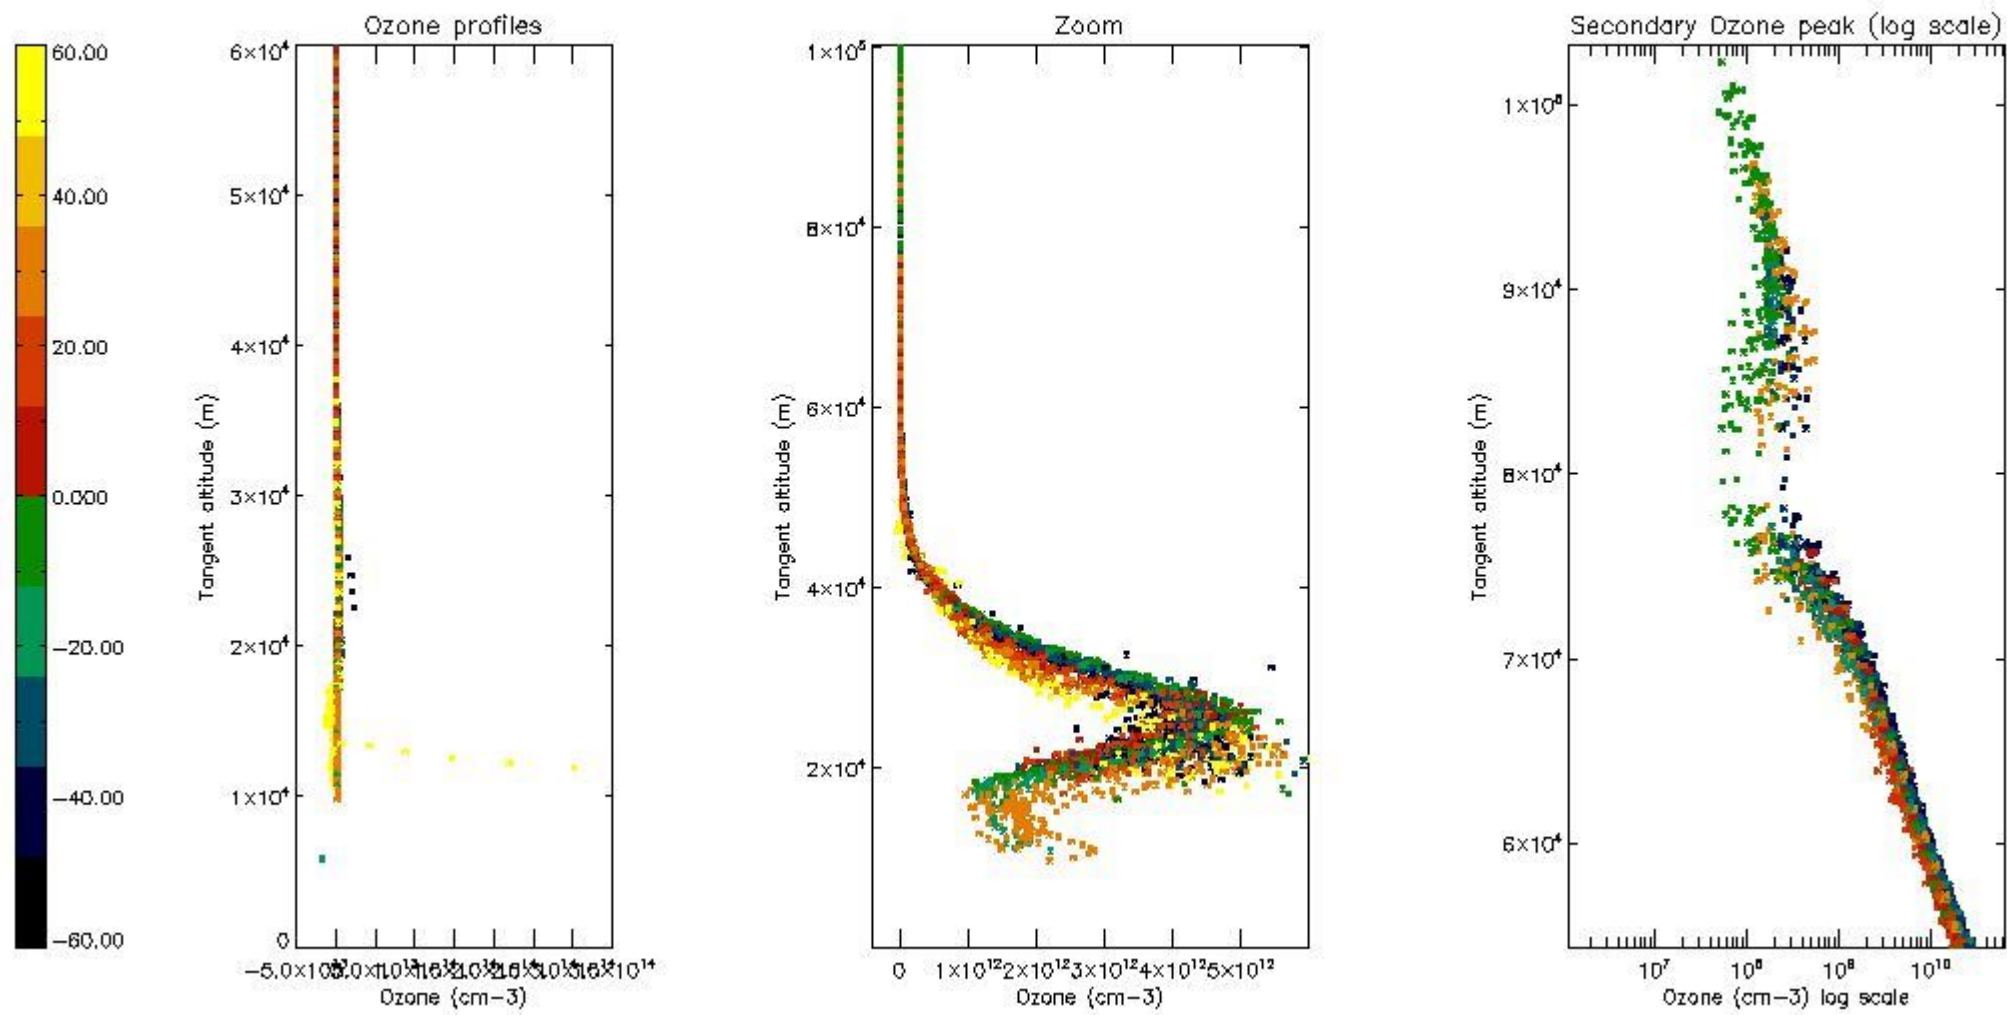 Ozone profiles
Zoom
Secondary Ozone peak (log scale)
60.00
40.00
20.00
−20.00
−40.00
−60.00
6×10⁴
5×10⁴
4×10⁴
3×10⁴
2×10⁴
1×10⁴
0
Tangent altitude (m)
Ozone (cm−3)
1×10⁵
8×10⁴
6×10⁴
4×10⁴
2×10⁴
Tangent altitude (m)
0 1×10¹² 2×10¹² 3×10¹² 4×10¹² 5×10¹²
Ozone (cm−3)
9×10⁴
8×10⁴
7×10⁴
6×10⁴
Tangent altitude (m)
10⁷ 10⁸ 10⁹ 10¹⁰
Ozone (cm−3) log scale